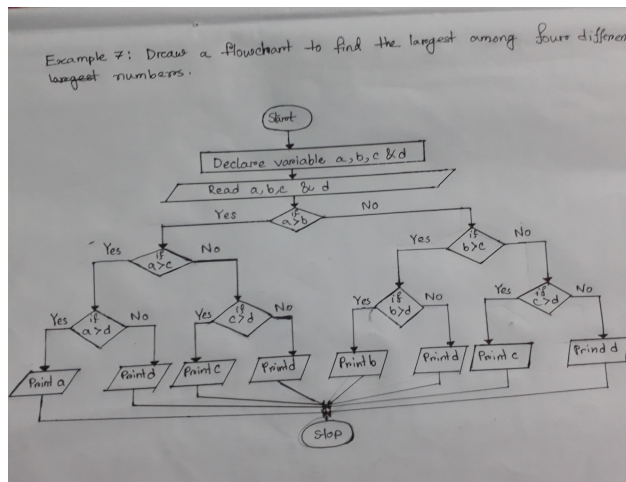 Example 7: Draw a flowchart to find the largest among four differen
largest numbers.
Start
Declare variable a, b, c & d
Read a, b, c & d
Yes
if
a>b
No
Yes
if
a>c
No
Yes
if
b>c
No
Yes
if
a>d
No
Yes
if
c>d
No
Yes
if
b>d
No
Yes
if
c>d
No
Print a
Print d
Print c
Print d
Print b
Print d
Print c
Prind d
Stop